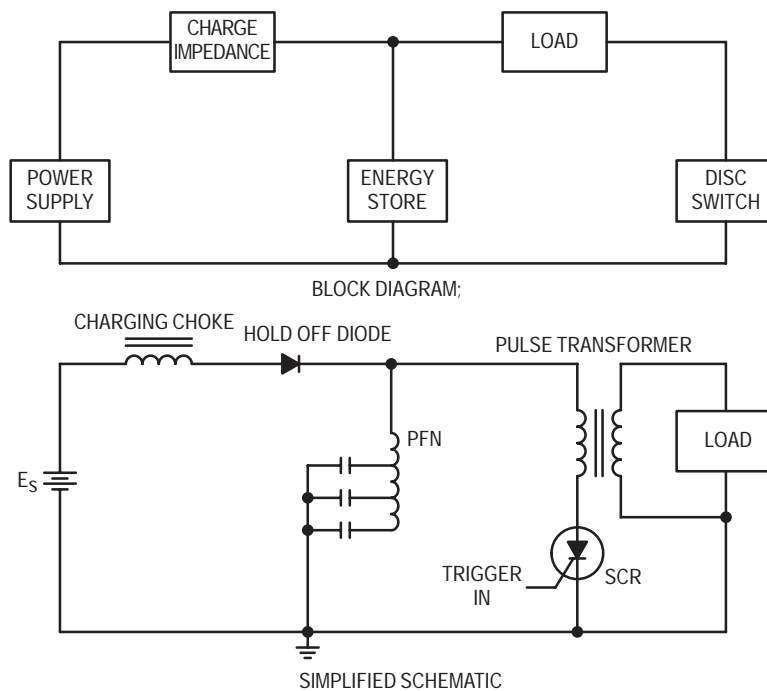 CHARGE
IMPEDANCE
LOAD
POWER
SUPPLY
ENERGY
STORE
DISC
SWITCH
BLOCK DIAGRAM;
CHARGING CHOKE
HOLD OFF DIODE
PULSE TRANSFORMER
PFN
LOAD
ES
TRIGGER
IN
SCR
SIMPLIFIED SCHEMATIC